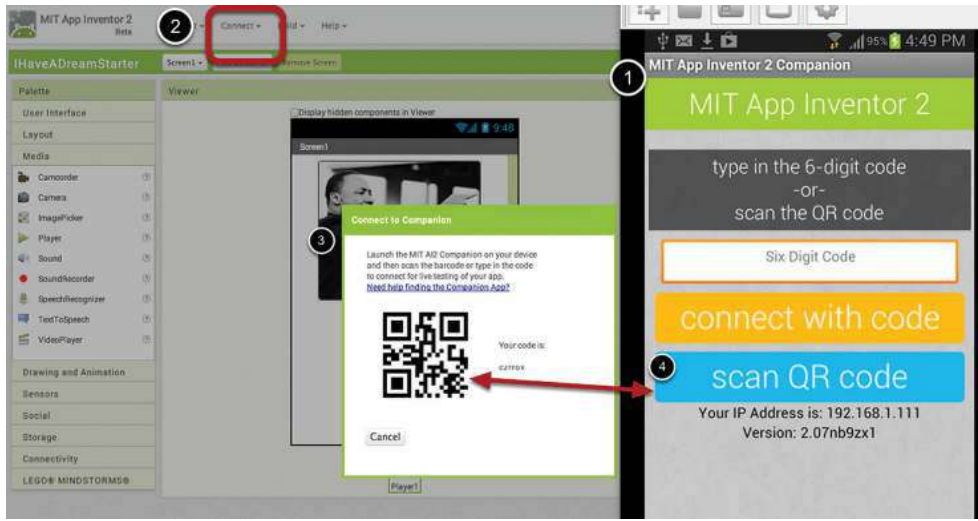 MIT App Inventor 2
Beta
2
Connect
Help
IHaveADreamStarter
Screen1
Remove Screen
Palette
Viewer
User Interface
Display hidden components in Viewer
Layout
9:48
Media
Screen1
Camcorder
Camera
ImagePicker
Player
Sound
SoundRecorder
SpeechRecognizer
TextToSpeech
VideoPlayer
Drawing and Animation
Sensors
Social
Storage
Connectivity
LEGO® MINDSTORMS®
Connect to Companion
3
Launch the MIT AI2 Companion on your device
and then scan the barcode or type in the code
to connect for live testing of your app.
Need help finding the Companion App?
Your code is:
Cancel
Player1
95% 4:49 PM
1
MIT App Inventor 2 Companion
MIT App Inventor 2
type in the 6-digit code
-or-
scan the QR code
Six Digit Code
connect with code
4
scan QR code
Your IP Address is: 192.168.1.111
Version: 2.07nb9zx1